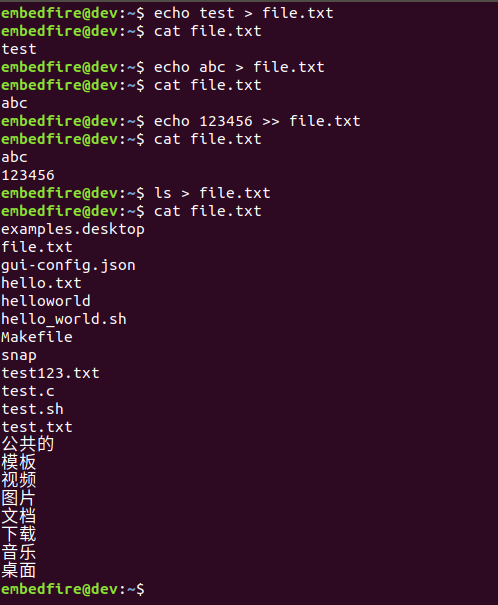 embedfire@dev:~$ echo test > file.txt
embedfire@dev:~$ cat file.txt
test
embedfire@dev:~$ echo abc > file.txt
embedfire@dev:~$ cat file.txt
abc
embedfire@dev:~$ echo 123456 >> file.txt
embedfire@dev:~$ cat file.txt
abc
123456
embedfire@dev:~$ ls > file.txt
embedfire@dev:~$ cat file.txt
examples.desktop
file.txt
gui-config.json
hello.txt
helloworld
hello_world.sh
Makefile
snap
test123.txt
test.c
test.sh
test.txt
公共的
模板
视频
图片
文档
下载
音乐
桌面
embedfire@dev:~$